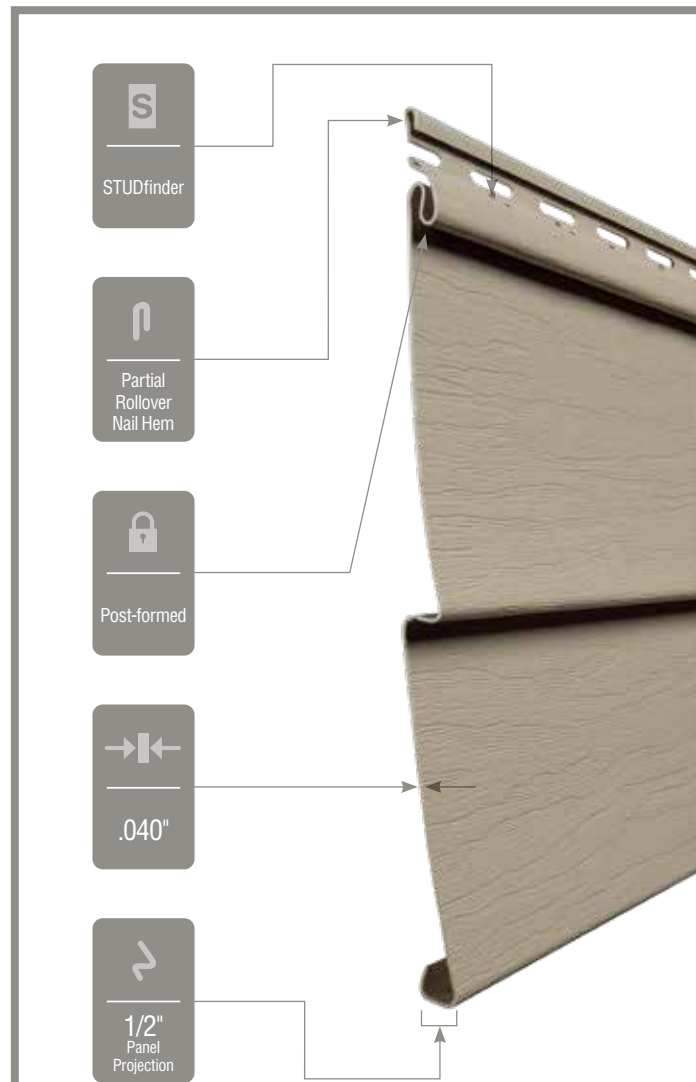 S
STUDfinder
Partial
Rollover
Nail Hem
Post-formed
.040"
1/2"
Panel
Projection